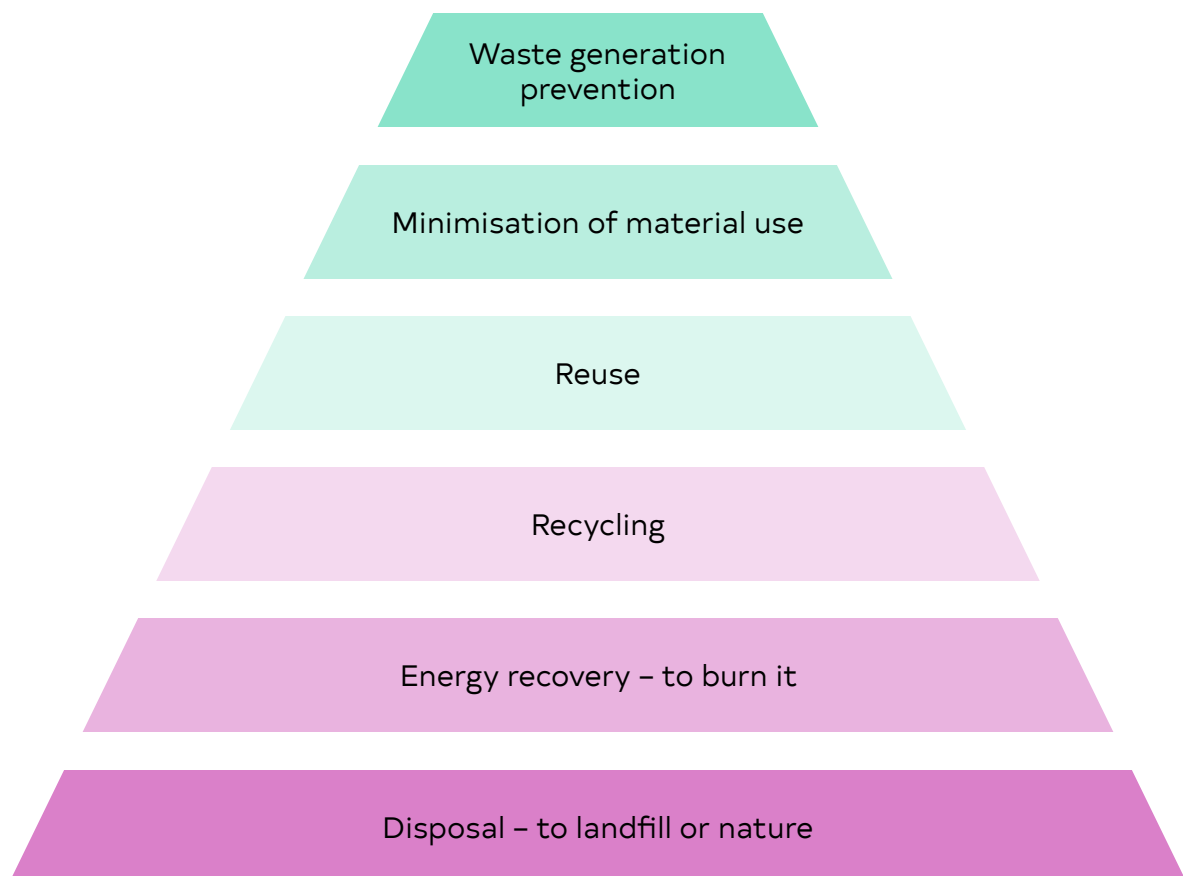 Waste generation
prevention
Minimisation of material use
Reuse
Recycling
Energy recovery – to burn it
Disposal – to landfill or nature